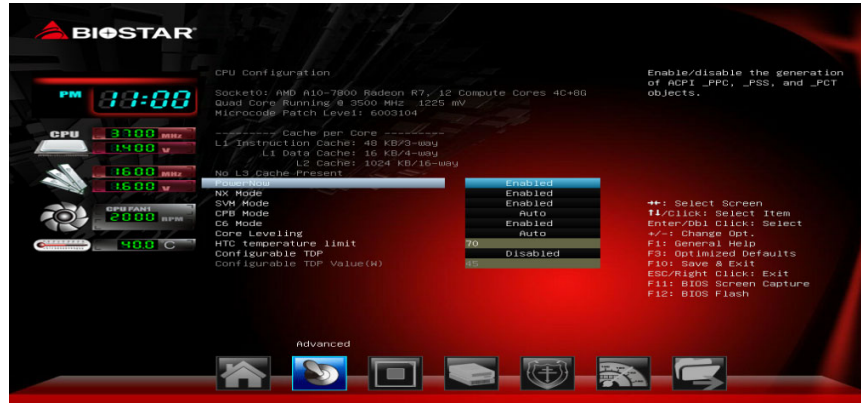 BIOSTAR
PM 11:00
CPU 3700 MHz
1.400 V
1600 MHz
1.600 V
CPU FAN1
2000 RPM
40.0 C
CPU Configuration
Socket0: AMD A10-7800 Radeon R7, 12 Compute Cores 4C+8G
Quad Core Running @ 3500 MHz 1225 mV
Microcode Patch Level: 6003104
--------- Cache per Core ---------
L1 Instruction Cache: 48 KB/3-way
L1 Data Cache: 16 KB/4-way
L2 Cache: 1024 KB/16-way
No L3 Cache Present
PowerNow Enabled
NX Mode Enabled
SVM Mode Enabled
CPB Mode Auto
C6 Mode Enabled
Core Leveling Auto
HTC temperature limit 70
Configurable TDP Disabled
Configurable TDP Value(W) 45
Enable/disable the generation
of ACPI _PPC, _PSS, and _PCT
objects.
→←: Select Screen
↑↓/Click: Select Item
Enter/Dbl Click: Select
+/-: Change Opt.
F1: General Help
F3: Optimized Defaults
F10: Save & Exit
ESC/Right Click: Exit
F11: BIOS Screen Capture
F12: BIOS Flash
Advanced